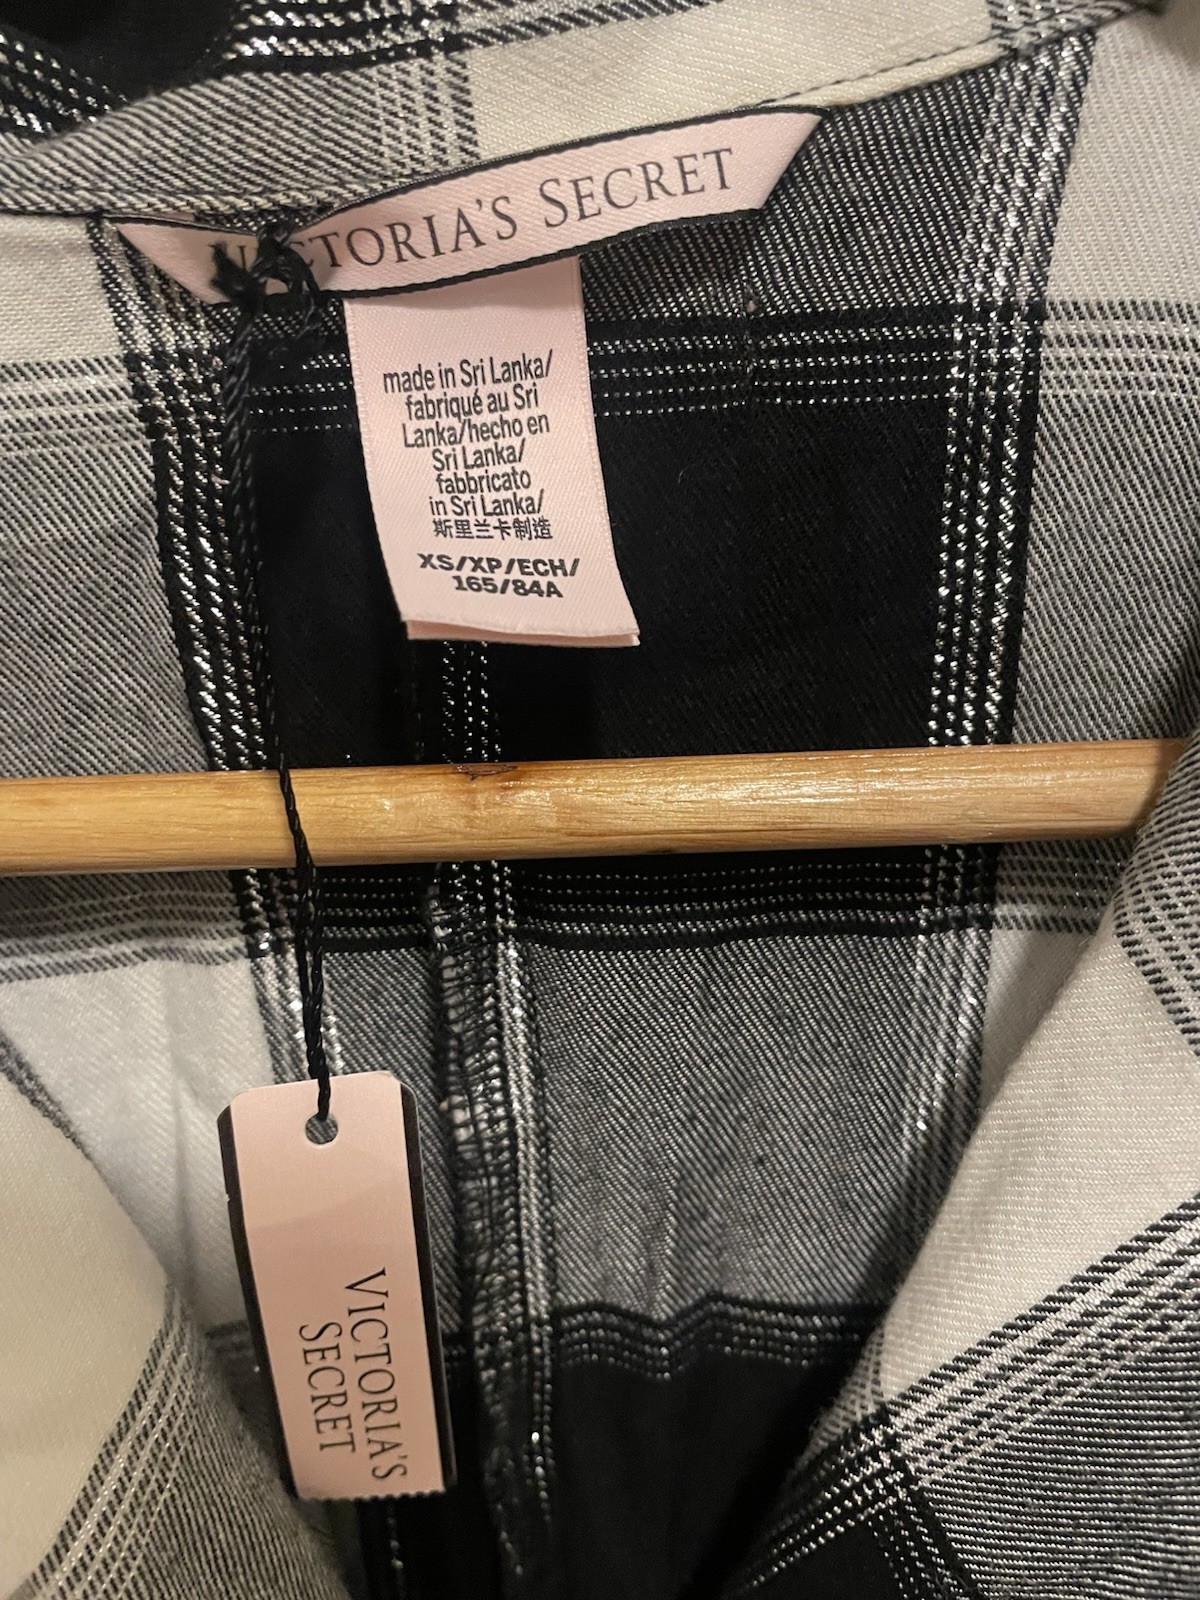 VICTORIA'S SECRET
made in Sri Lanka/
fabriqué au Sri
Lanka/hecho en
Sri Lanka/
fabbricato
in Sri Lanka/
斯里兰卡制造
XS/XP/ECH/
165/84A
VICTORIA'S
SECRET